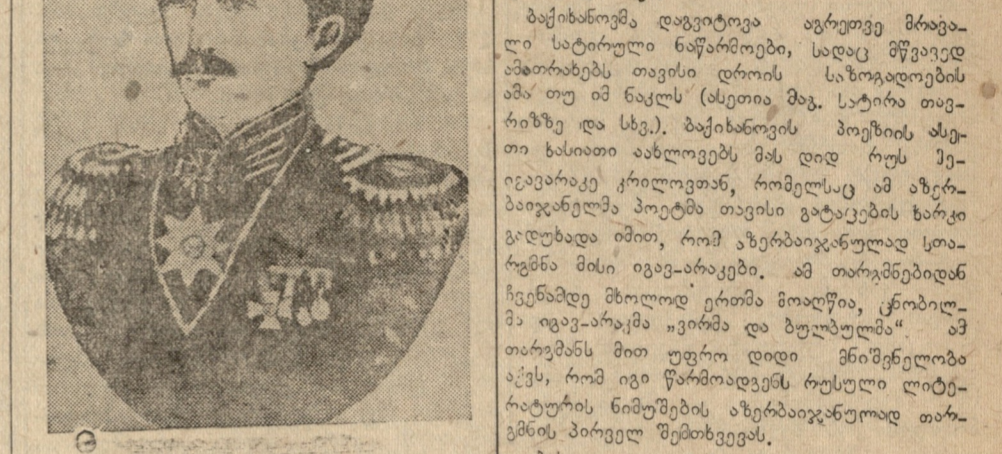 ბაქიხანოვმა დაგვიტოვა აგრეთვე მრავა-
ლი სატირული ნაწარმოები, სადაც მწვავედ
ამათრახებს თავისი დროის საზოგადოების
ამა თუ იმ ნაკლს (ასეთია მაგ. სატირა თავ-
რიზზე და სხვ.). ბაქიხანოვის პოეზიის ასე-
თი ხასიათი აახლოვებს მას დიდ რუს მე-
იგავარაკე კრილოვთან, რომელსაც ამ აზერ-
ბაიჯანელმა პოეტმა თავისი გატაცების ხარკი
გადუხადა იმით, რომ აზერბაიჯანულად სთა-
რგმნა მისი იგავ-არაკები. ამ თარგმნებიდან
ჩვენამდე მხოლოდ ერთმა მოაღწია, ცნობილ-
მა იგავ-არაკმა „ვირმა და ბულბულმა“ ამ
თარგმანს მით უფრო დიდი მნიშვნელობა
აქვს, რომ იგი წარმოადგენს რუსული ლიტე-
რატურის ნიმუშების აზერბაიჯანულად თარ-
გმნის პირველ შემთხვევას.